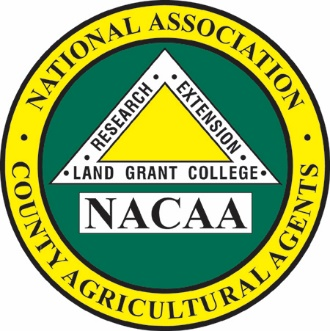 · NATIONAL ASSOCIATION ·
COUNTY AGRICULTURAL AGENTS
· RESEARCH ·
EXTENSION ·
· LAND GRANT COLLEGE ·
NACAA